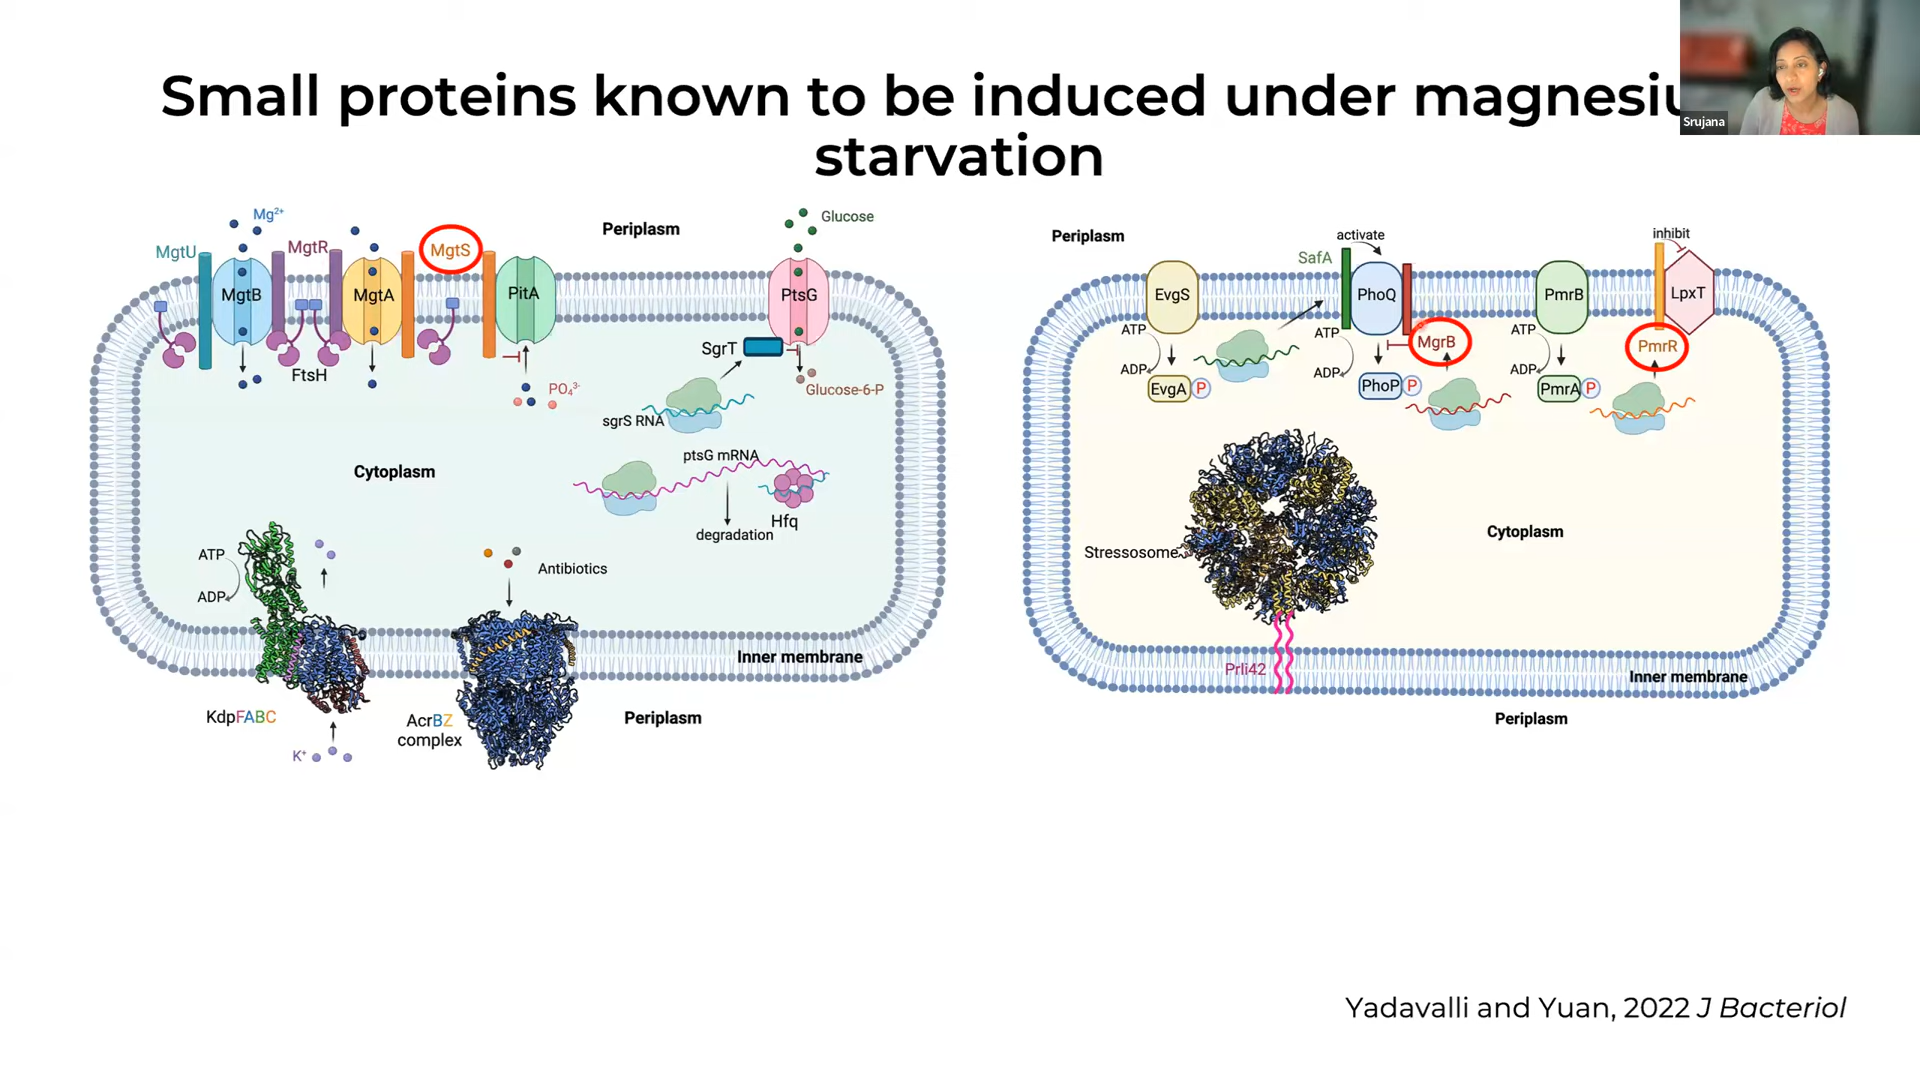 Small proteins known to be induced under magnesiu
starvation
Srujana
Mg²⁺
MgtU
MgtR
MgtS
Periplasm
Glucose
MgtB
MgtA
PitA
PtsG
FtsH
PO₄³⁻
SgrT
Glucose-6-P
sgrS RNA
Cytoplasm
ptsG mRNA
Hfq
degradation
ATP
ADP
Antibiotics
Inner membrane
KdpFABC
AcrBZ
complex
Periplasm
K⁺
Periplasm
activate
inhibit
SafA
EvgS
PhoQ
PmrB
LpxT
ATP
ATP
ATP
MgrB
PmrR
ADP
ADP
ADP
EvgA P
PhoP P
PmrA P
Stressosome
Cytoplasm
Prli42
Inner membrane
Periplasm
Yadavalli and Yuan, 2022 J Bacteriol